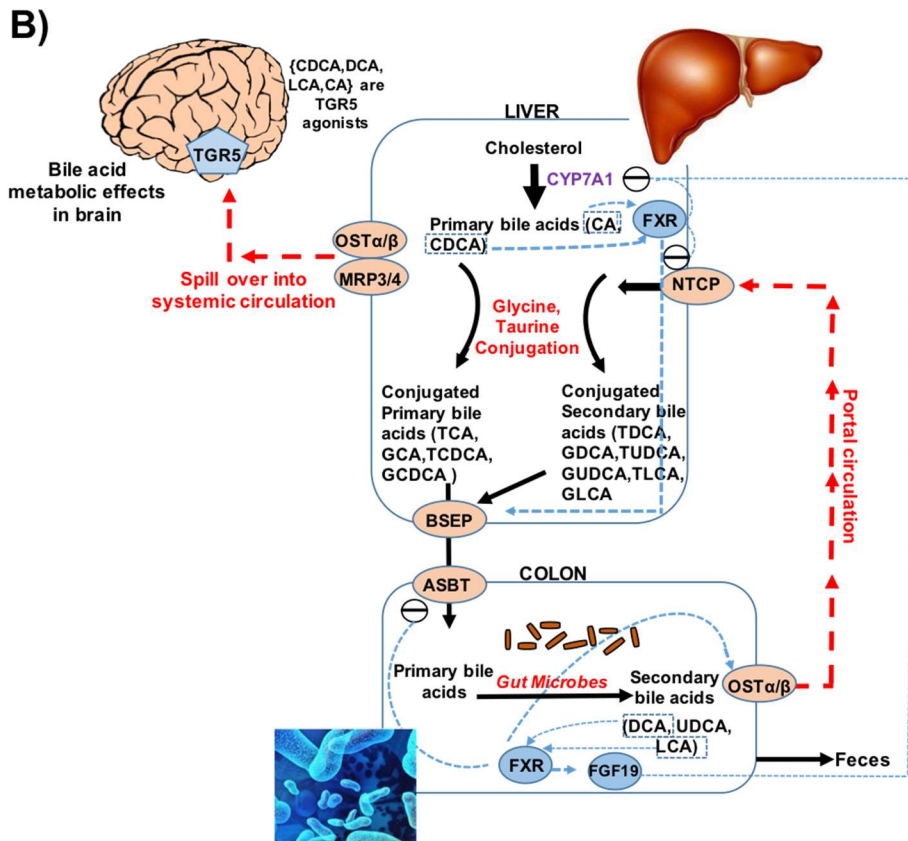 B)
{CDCA,DCA,
LCA,CA} are
TGR5
agonists
TGR5
Bile acid
metabolic effects
in brain
LIVER
Cholesterol
CYP7A1
Primary bile acids (CA,
CDCA)
FXR
OSTα/β
MRP3/4
NTCP
Spill over into
systemic circulation
Glycine,
Taurine
Conjugation
Conjugated
Primary bile
acids (TCA,
GCA,TCDCA,
GCDCA )
Conjugated
Secondary bile
acids (TDCA,
GDCA,TUDCA,
GUDCA,TLCA,
GLCA
Portal circulation
BSEP
ASBT
COLON
Primary bile
acids
Gut Microbes
Secondary
bile acids
OSTα/β
(DCA, UDCA,
LCA)
FXR
FGF19
Feces